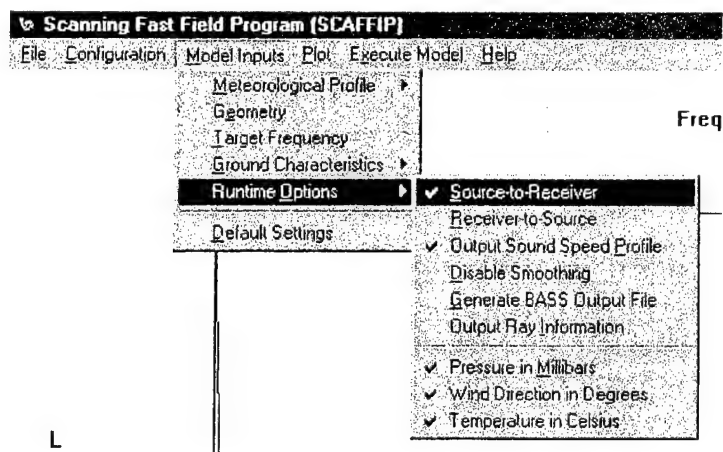 Scanning Fast Field Program (SCAFFIP)
File Configuration Model Inputs Plot Execute Model Help
Meteorological Profile
Geometry
Target Frequency
Ground Characteristics
Runtime Options
Default Settings
Freq
✓ Source-to-Receiver
Receiver-to-Source
✓ Output Sound Speed Profile
Disable Smoothing
Generate BASS Output File
Output Ray Information
✓ Pressure in Millibars
✓ Wind Direction in Degrees
✓ Temperature in Celsius
L